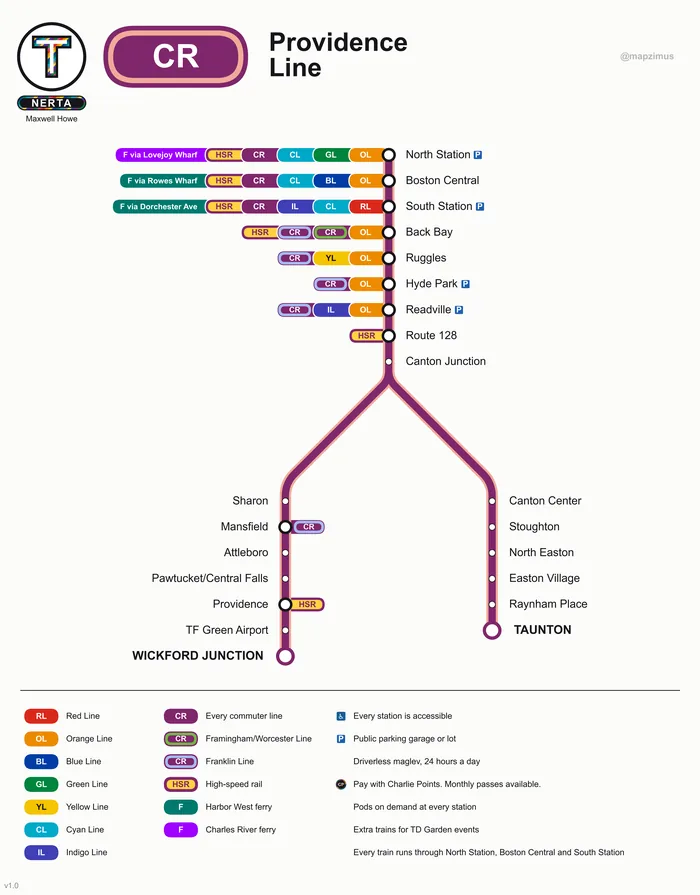 T
NERTA
Maxwell Howe
CR
Providence
Line
@mapzimus
F via Lovejoy Wharf HSR CR CL GL OL North Station P
F via Rowes Wharf HSR CR CL BL OL Boston Central
F via Dorchester Ave HSR CR IL CL RL South Station P
HSR CR CR OL Back Bay
CR YL OL Ruggles
CR OL Hyde Park P
CR IL OL Readville P
HSR Route 128
Canton Junction
Sharon
Mansfield CR
Attleboro
Pawtucket/Central Falls
Providence HSR
TF Green Airport
WICKFORD JUNCTION
Canton Center
Stoughton
North Easton
Easton Village
Raynham Place
TAUNTON
RL Red Line
OL Orange Line
BL Blue Line
GL Green Line
YL Yellow Line
CL Cyan Line
IL Indigo Line
CR Every commuter line
CR Framingham/Worcester Line
CR Franklin Line
HSR High-speed rail
F Harbor West ferry
F Charles River ferry
Every station is accessible
P Public parking garage or lot
Driverless maglev, 24 hours a day
CP Pay with Charlie Points. Monthly passes available.
Pods on demand at every station
Extra trains for TD Garden events
Every train runs through North Station, Boston Central and South Station
v1.0